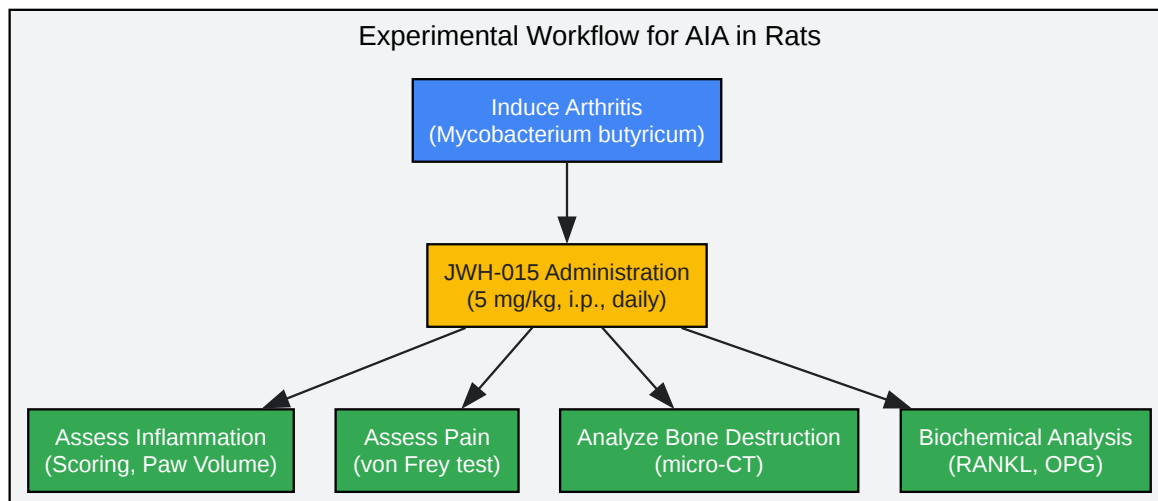 Experimental Workflow for AIA in Rats
Induce Arthritis
(Mycobacterium butyricum)
JWH-015 Administration
(5 mg/kg, i.p., daily)
Assess Inflammation
(Scoring, Paw Volume)
Assess Pain
(von Frey test)
Analyze Bone Destruction
(micro-CT)
Biochemical Analysis
(RANKL, OPG)